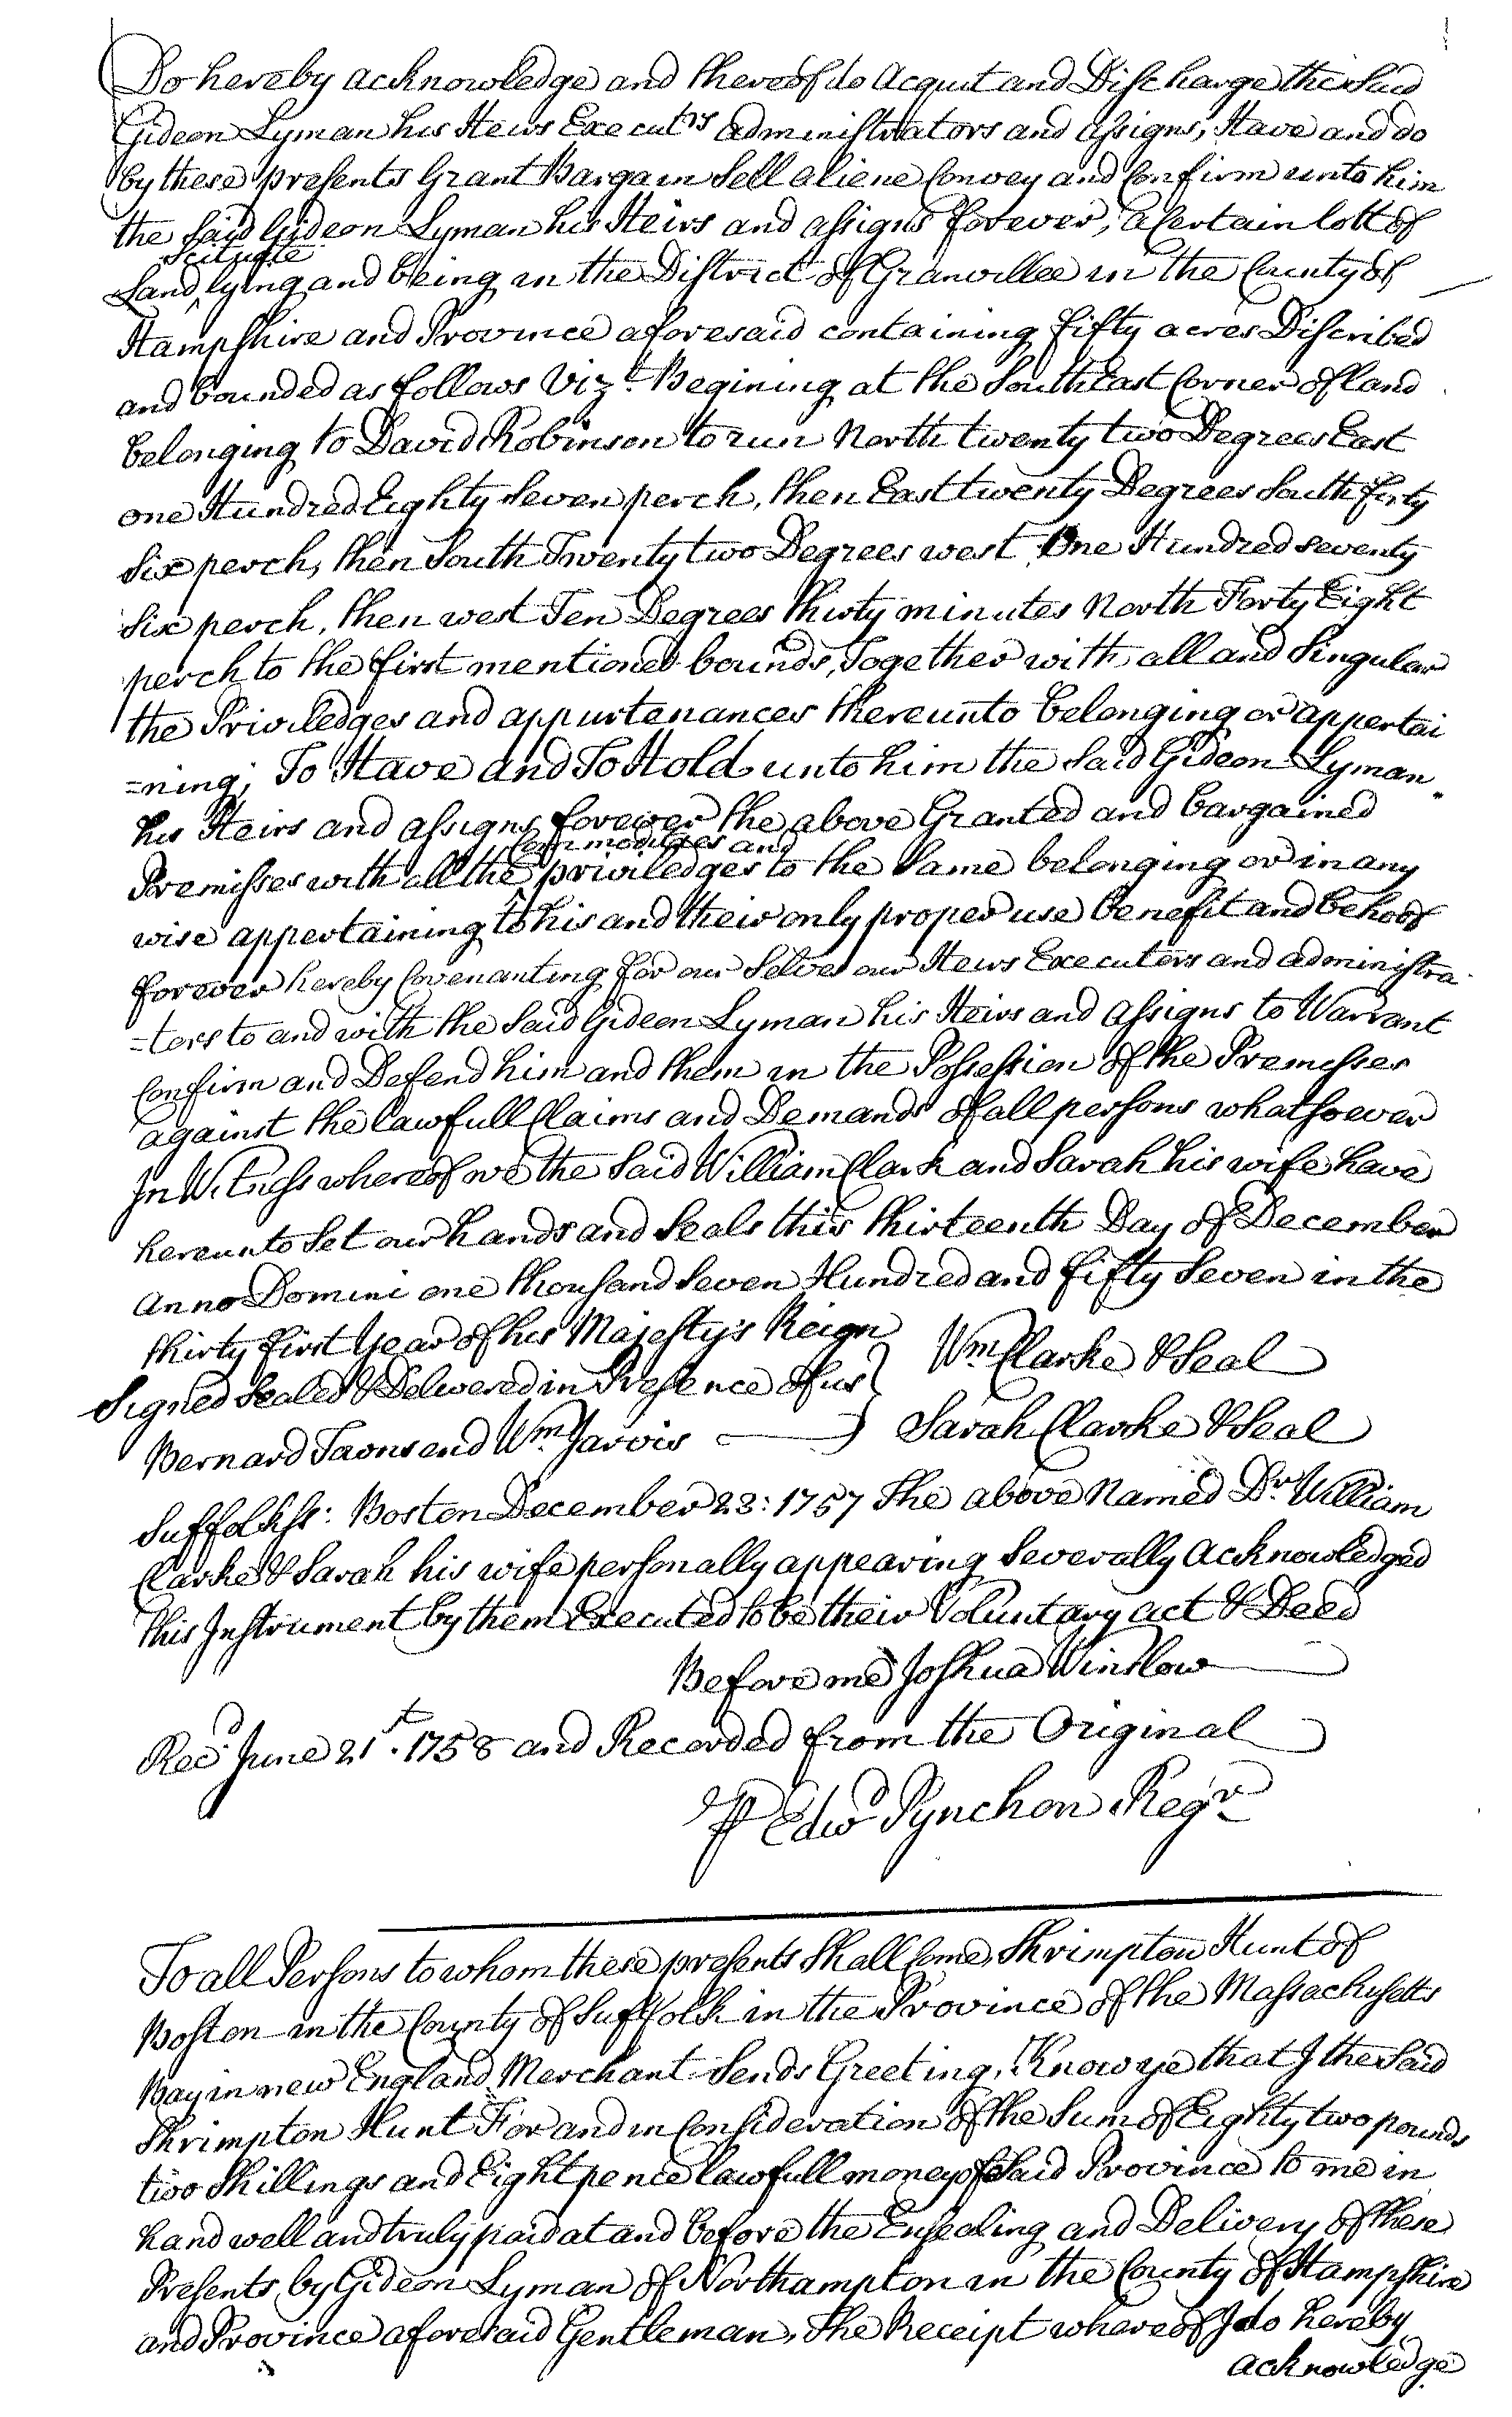 Do hereby acknowledge and thereof do Acquit and Discharge the said
Gideon Lyman his Heirs Execut.rs administrators and assigns, Have and do
by these presents Grant Bargain Sell aliene Convey and Confirm unto him
the said Gideon Lyman his Heirs and assigns forever, a Certain lott of
Scituate
Land ‸ lying and being in the District of Granvillee in the County of
Hampshire and Province aforesaid containing fifty acres Discribed
and bounded as follows Viz.t Begining at the South East Corner of land
belonging to David Robinson to run North twenty two Degrees East
one Hundred Eighty Seven perch, then East twenty Degrees South forty
Six perch, then South Twenty two Degrees west One Hundred seventy
Six perch, then west Ten Degrees thirty minutes North Forty Eight
perch to the first mentioned bounds, Together with all and Singular
the Priviledges and appurtenances thereunto belonging or appertai
=ning; To Have and To Hold unto him the Said Gideon Lyman
his Heirs and assigns forever the above Granted and bargained
Commodities and
Premisses with all the ‸ priviledges to the Same belonging or in any
wise appertaining to his and their only proper use benefit and behoof
forever hereby Covenanting for our Selves our Heirs Executors and administra
=tors to and with the Said Gideon Lyman his Heirs and assigns to Warrant
Confirm and Defend him and them in the Possession of the Premesses
against the lawfull Claims and Demands of all persons whatsoever
In Witness whereof we the Said William Clark and Sarah his wife have
hereunto Set our hands and Seals this thirteenth Day of December
anno Domini one thousand Seven Hundred and fifty Seven in the
thirty first Year of his Majesty's Reign
Wm Clarke & Seal
Signed Sealed & Delivered in Presence of us
Bernard Taonsend Wm Jarvis
Sarah Clarke & Seal
Suffolk ss: Boston December 23: 1757 The above Named Dr. William
Clarke & Sarah his wife personally appearing Severally Acknowledged
this Instrument by them Executed to be their Voluntary act & Deed
Before me Joshua Winslow
Rec.d June 21.st 1758 and Recorded from the Original
⅌ Edwd Pynchon Regr
To all Persons to whom these presents Shall Come, Shrimpton Hunt of
Boston in the County of Suffolk in the Province of the Massachusetts
Bay in new England Merchant Sends Greeting, Know ye that I the Said
Shrimpton Hunt For and in Consideration of the Sum of Eighty two pounds
two Shillings and Eight pence lawfull money of Said Province to me in
hand well and truly paid at and before the Ensealing and Delivery of these
Presents by Gideon Lyman of Northampton in the County of Hampshire
and Province aforesaid Gentleman, The Receipt whereof I do hereby
acknowledge